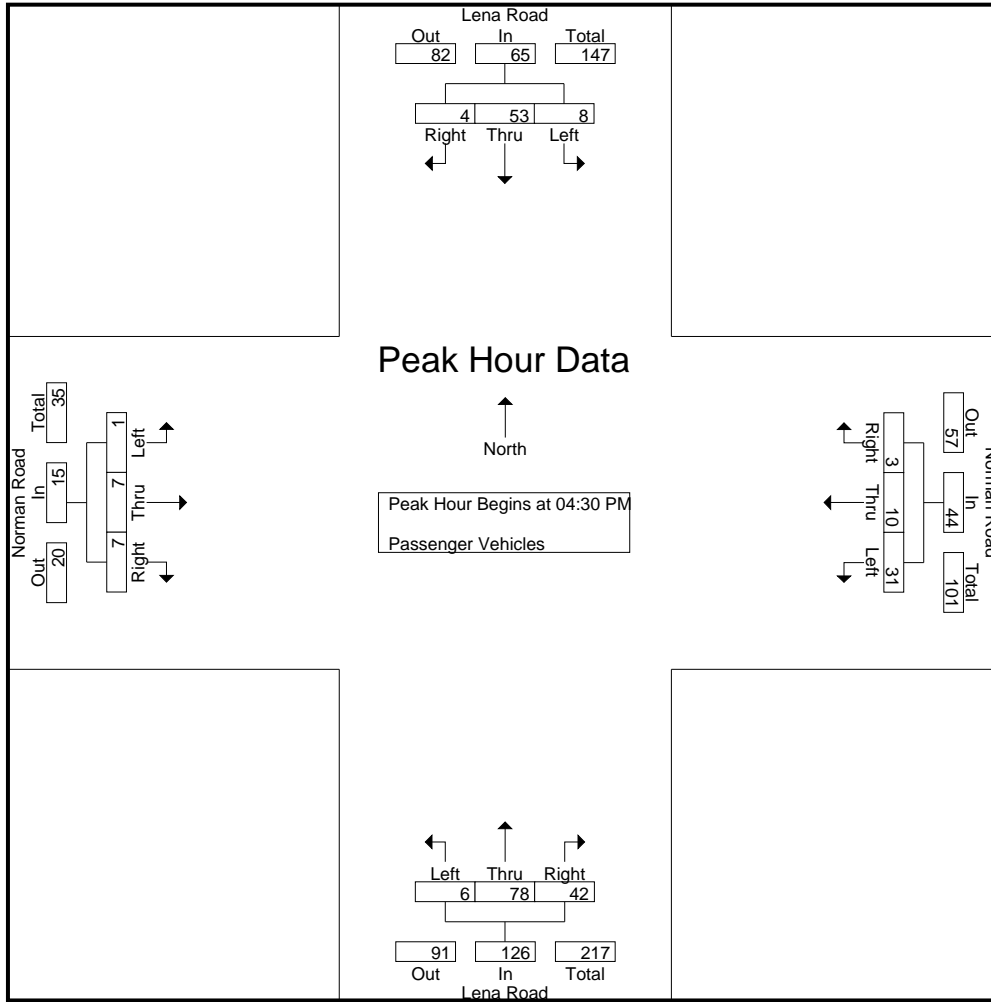 Lena Road
Out In Total
82 65 147
4 53 8
Right Thru Left
Peak Hour Data
North
Peak Hour Begins at 04:30 PM
Passenger Vehicles
Norman Road
Total In Out
35 15 20
1 7 7
Left Thru Right
Right Thru Left
3 10 31
57 44 101
Out In Total
Norman Road
Left Thru Right
6 78 42
91 126 217
Out In Total
Lena Road